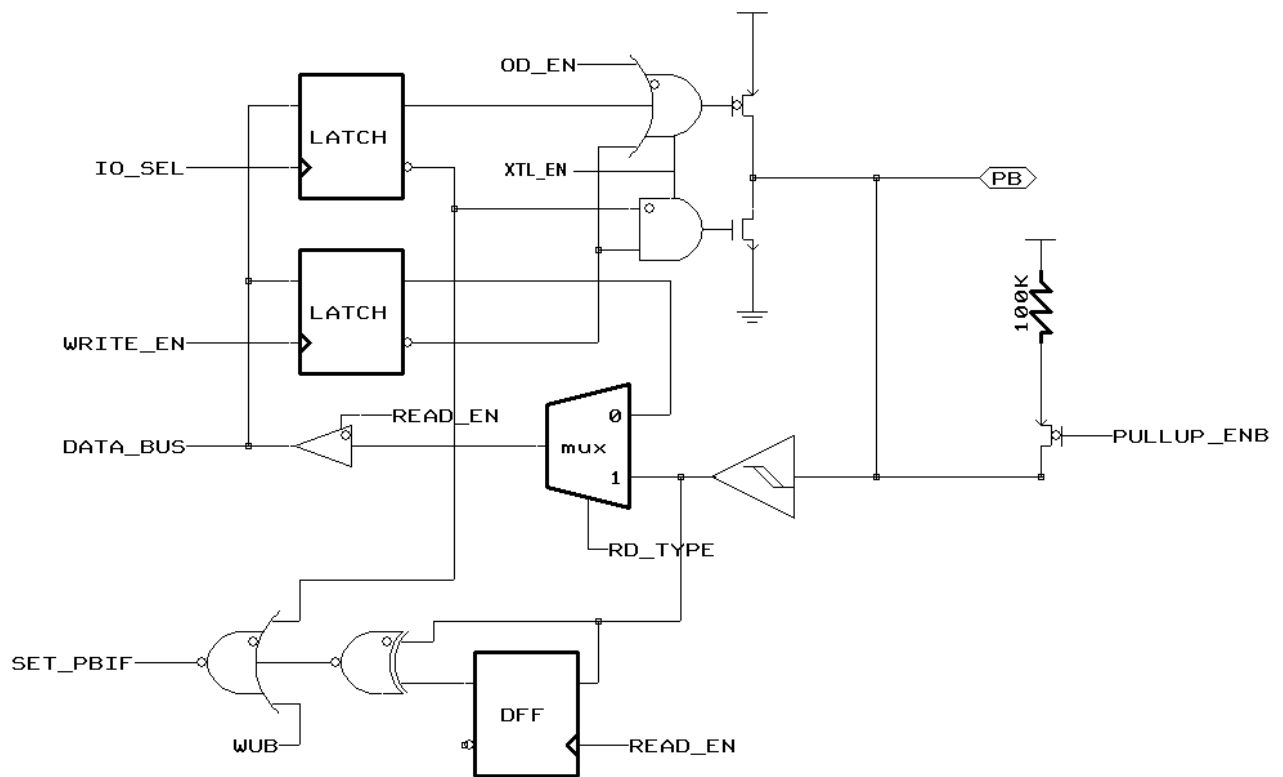 OD_EN
LATCH
IO_SEL
XTL_EN
PB
LATCH
100K
WRITE_EN
READ_EN
0
DATA_BUS
mux
PULLUP_ENB
1
RD_TYPE
SET_PBIF
DFF
WUB
READ_EN